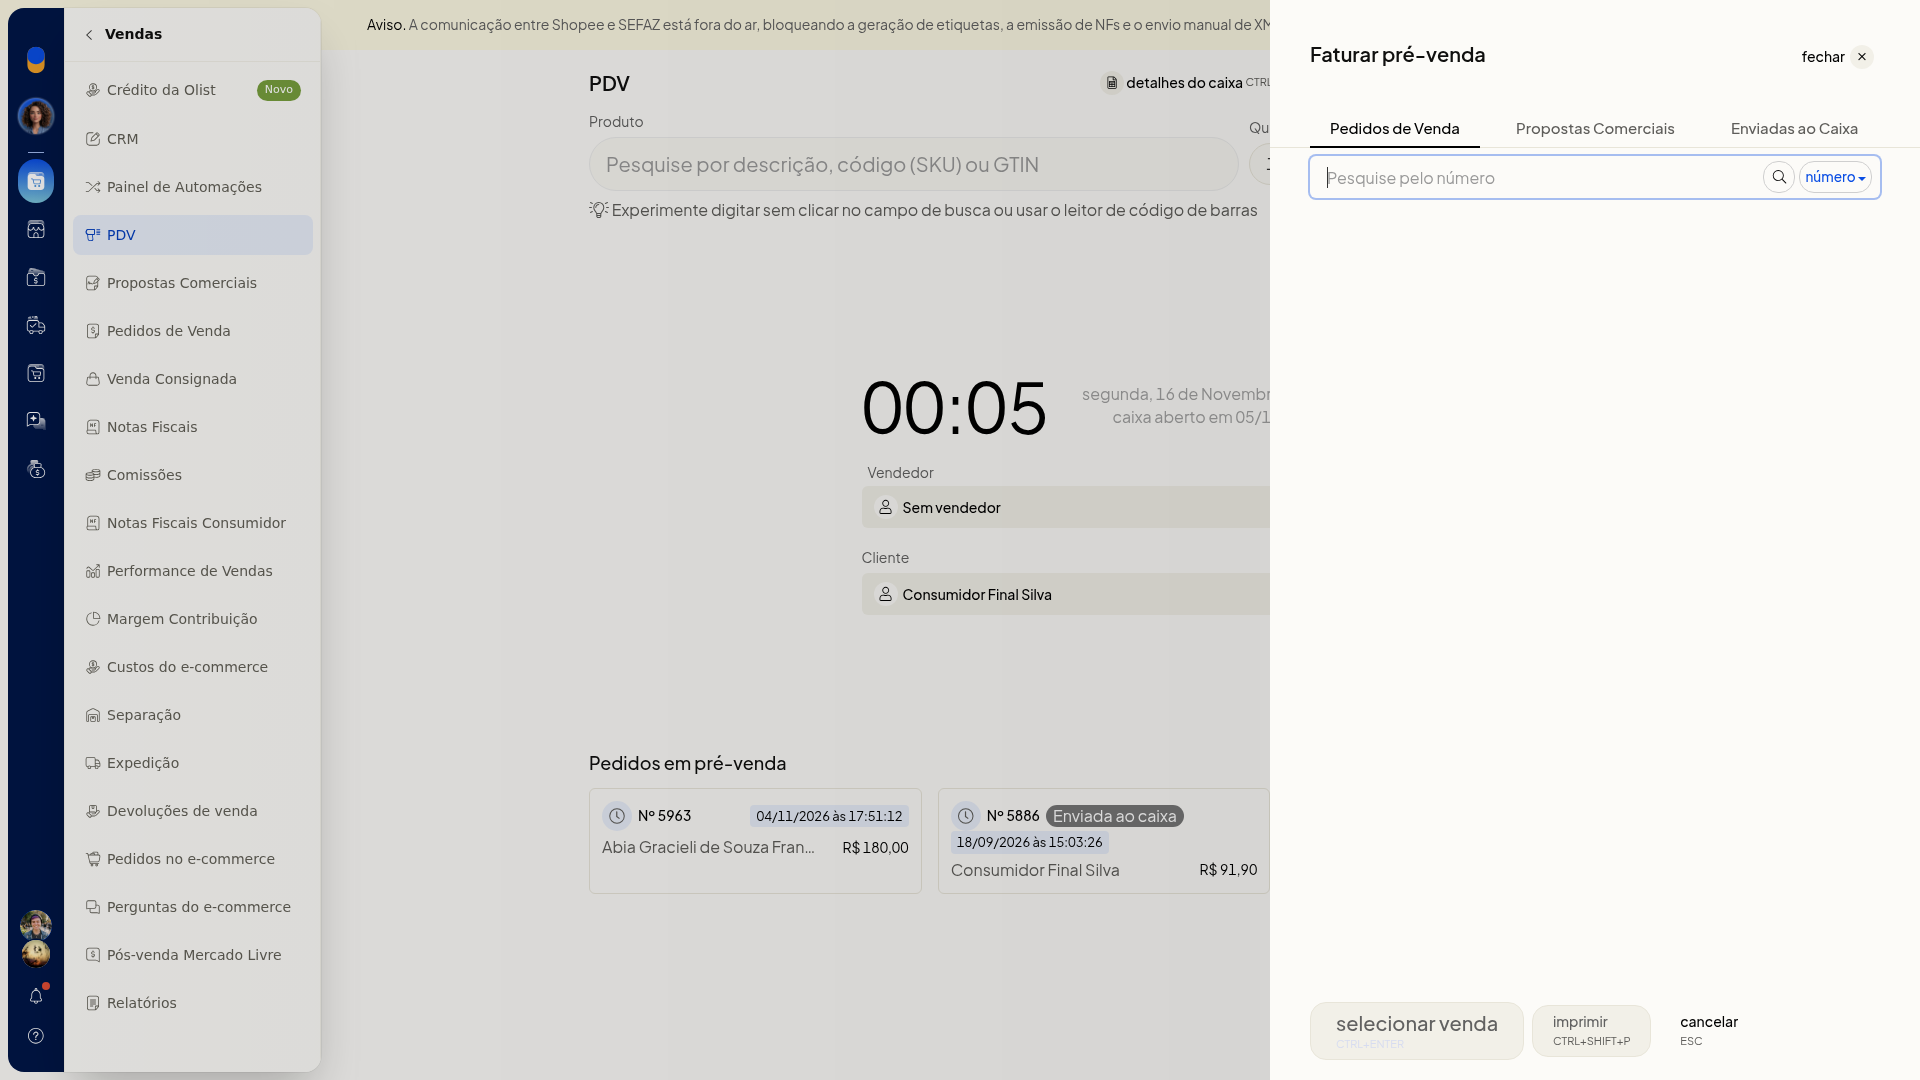 Vendas
Crédito da Olist
Novo
CRM
Painel de Automações
PDV
Propostas Comerciais
Pedidos de Venda
Venda Consignada
Notas Fiscais
Comissões
Notas Fiscais Consumidor
Performance de Vendas
Margem Contribuição
Custos do e-commerce
Separação
Expedição
Devoluções de venda
Pedidos no e-commerce
Perguntas do e-commerce
Pós-venda Mercado Livre
Relatórios
Aviso. A comunicação entre Shopee e SEFAZ está fora do ar, bloqueando a geração de etiquetas, a emissão de NFs e o envio manual de XM
PDV
detalhes do caixa CTRL
Produto
Qu
Pesquise por descrição, código (SKU) ou GTIN
Experimente digitar sem clicar no campo de busca ou usar o leitor de código de barras
00:05
segunda, 16 de Novembr
caixa aberto em 05/1
Vendedor
Sem vendedor
Cliente
Consumidor Final Silva
Pedidos em pré-venda
Nº 5963
04/11/2026 às 17:51:12
Abia Gracieli de Souza Fran...
R$ 180,00
Nº 5886
Enviada ao caixa
18/09/2026 às 15:03:26
Consumidor Final Silva
R$ 91,90
Faturar pré-venda
fechar
Pedidos de Venda
Propostas Comerciais
Enviadas ao Caixa
Pesquise pelo número
número
selecionar venda
CTRL+ENTER
imprimir
CTRL+SHIFT+P
cancelar
ESC